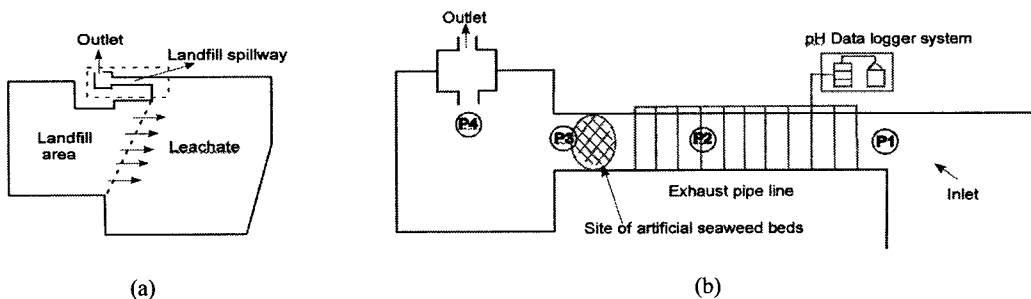 Outlet
Landfill spillway
Landfill
area
Leachate
(a)
Outlet
pH Data logger system
P4
P3
P2
P1
Exhaust pipe line
Inlet
Site of artificial seaweed beds
(b)